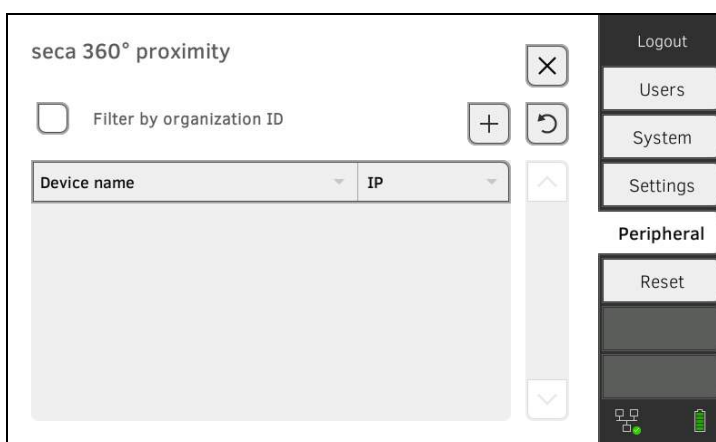 seca 360° proximity
Filter by organization ID
Device name
IP
Logout
Users
System
Settings
Peripheral
Reset